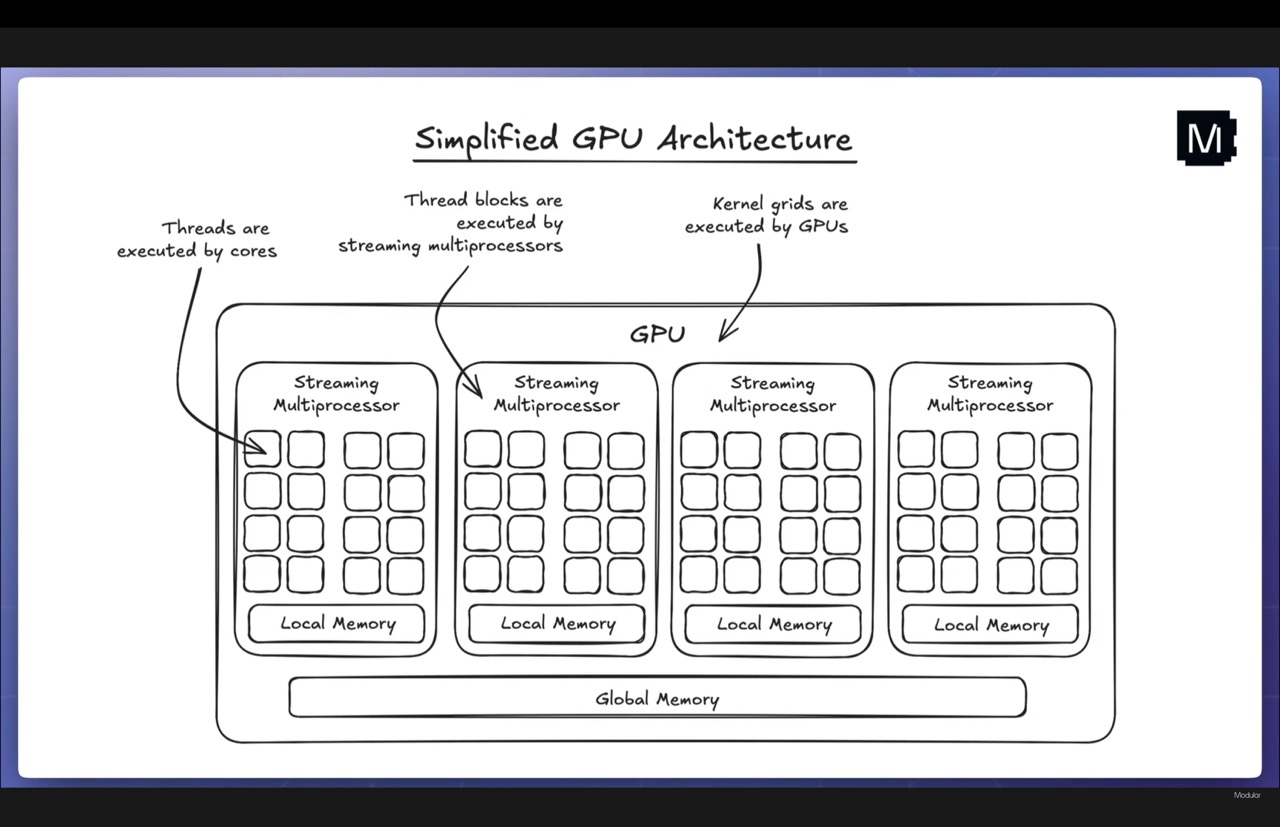 Simplified GPU Architecture
M
Threads are
executed by cores
Thread blocks are
executed by
streaming multiprocessors
Kernel grids are
executed by GPUs
GPU
Streaming
Multiprocessor
Local Memory
Streaming
Multiprocessor
Local Memory
Streaming
Multiprocessor
Local Memory
Streaming
Multiprocessor
Local Memory
Global Memory
Modular